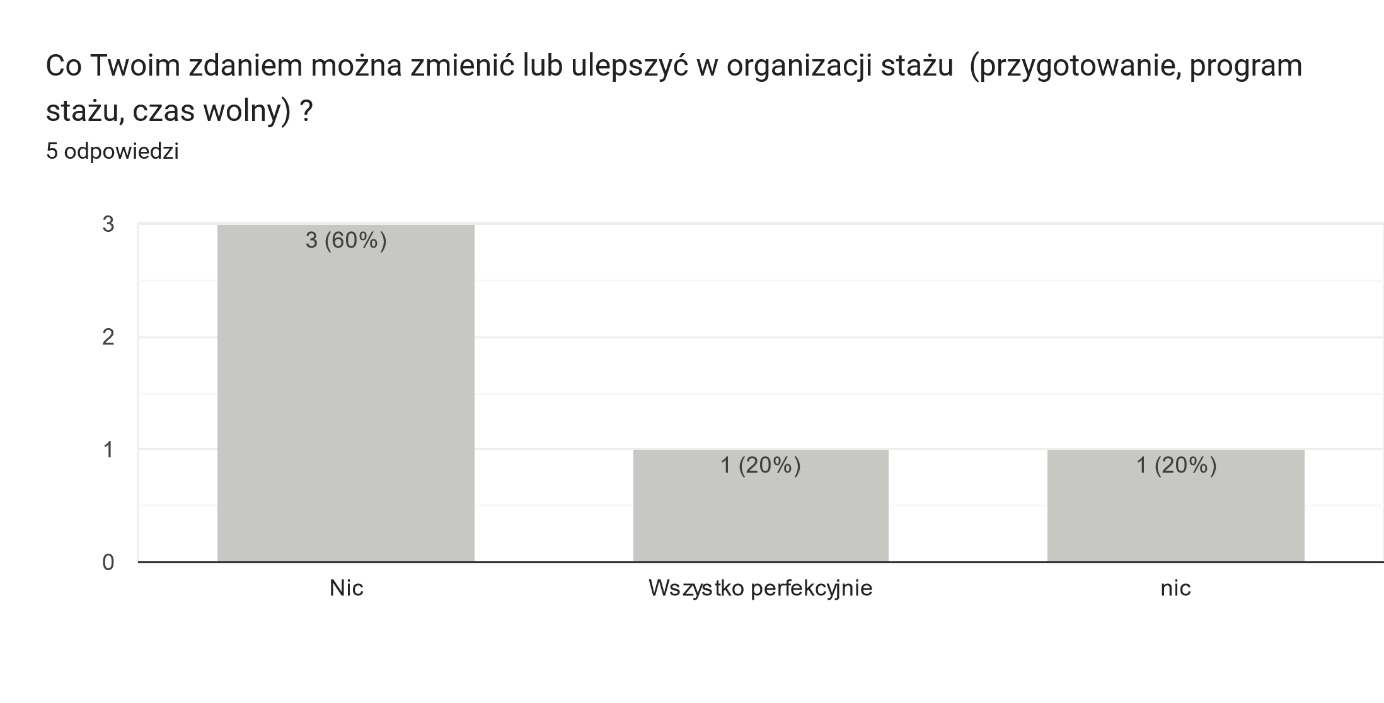 Co Twoim zdaniem można zmienić lub ulepszyć w organizacji stażu  (przygotowanie, program
stażu, czas wolny) ?
5 odpowiedzi
3
3 (60%)
2
1
1 (20%)
1 (20%)
0
Nic
Wszystko perfekcyjnie
nic